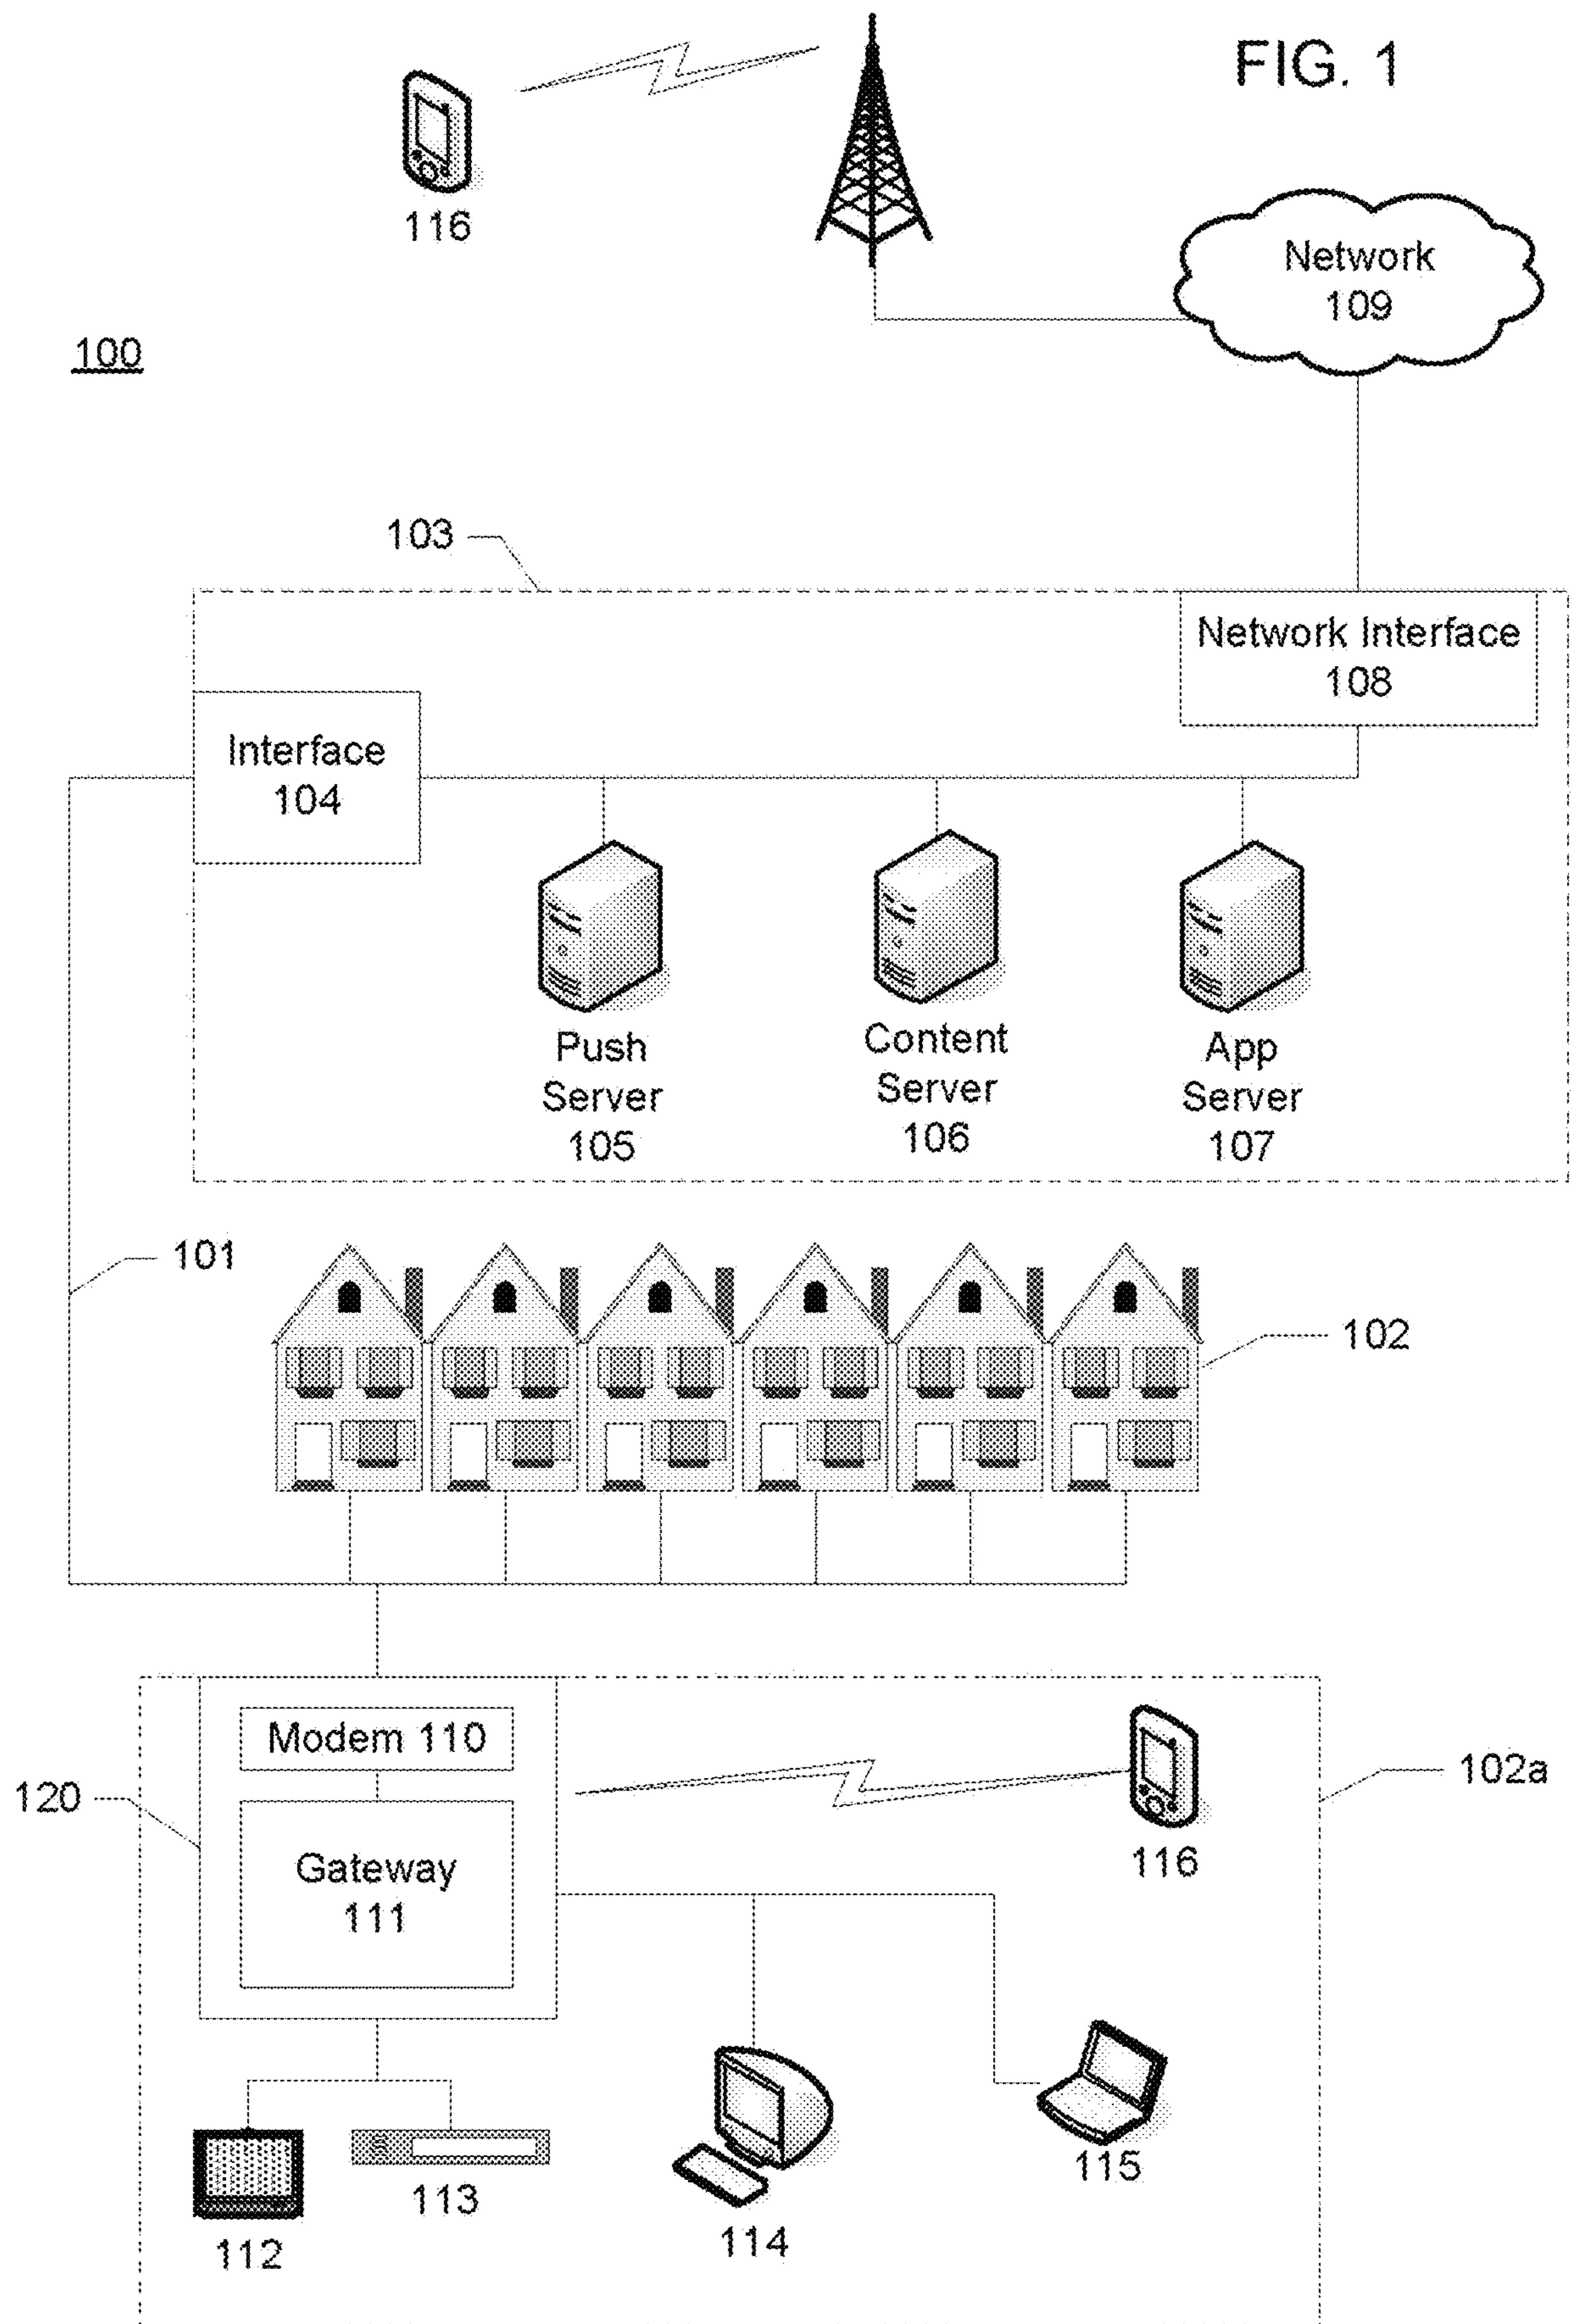 FIG. 1
116
Network
109
100
103
Network Interface
108
Interface
104
Push
Server
105
Content
Server
106
App
Server
107
101
102
Modem 110
120
102a
116
Gateway
111
115
113
114
112